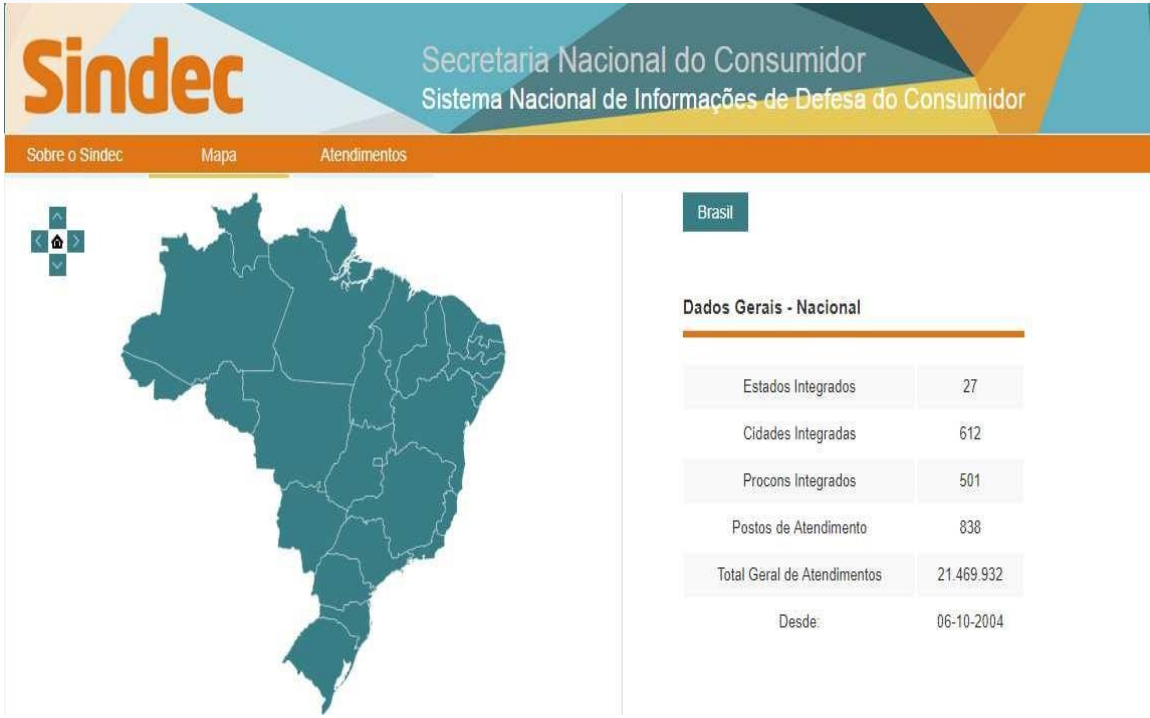 Sindec
Secretaria Nacional do Consumidor
Sistema Nacional de Informações de Defesa do Consumidor
Sobre o Sindec Mapa Atendimentos
Brasil
Dados Gerais - Nacional
Estados Integrados 27
Cidades Integradas 612
Procons Integrados 501
Postos de Atendimento 838
Total Geral de Atendimentos 21.469.932
Desde: 06-10-2004